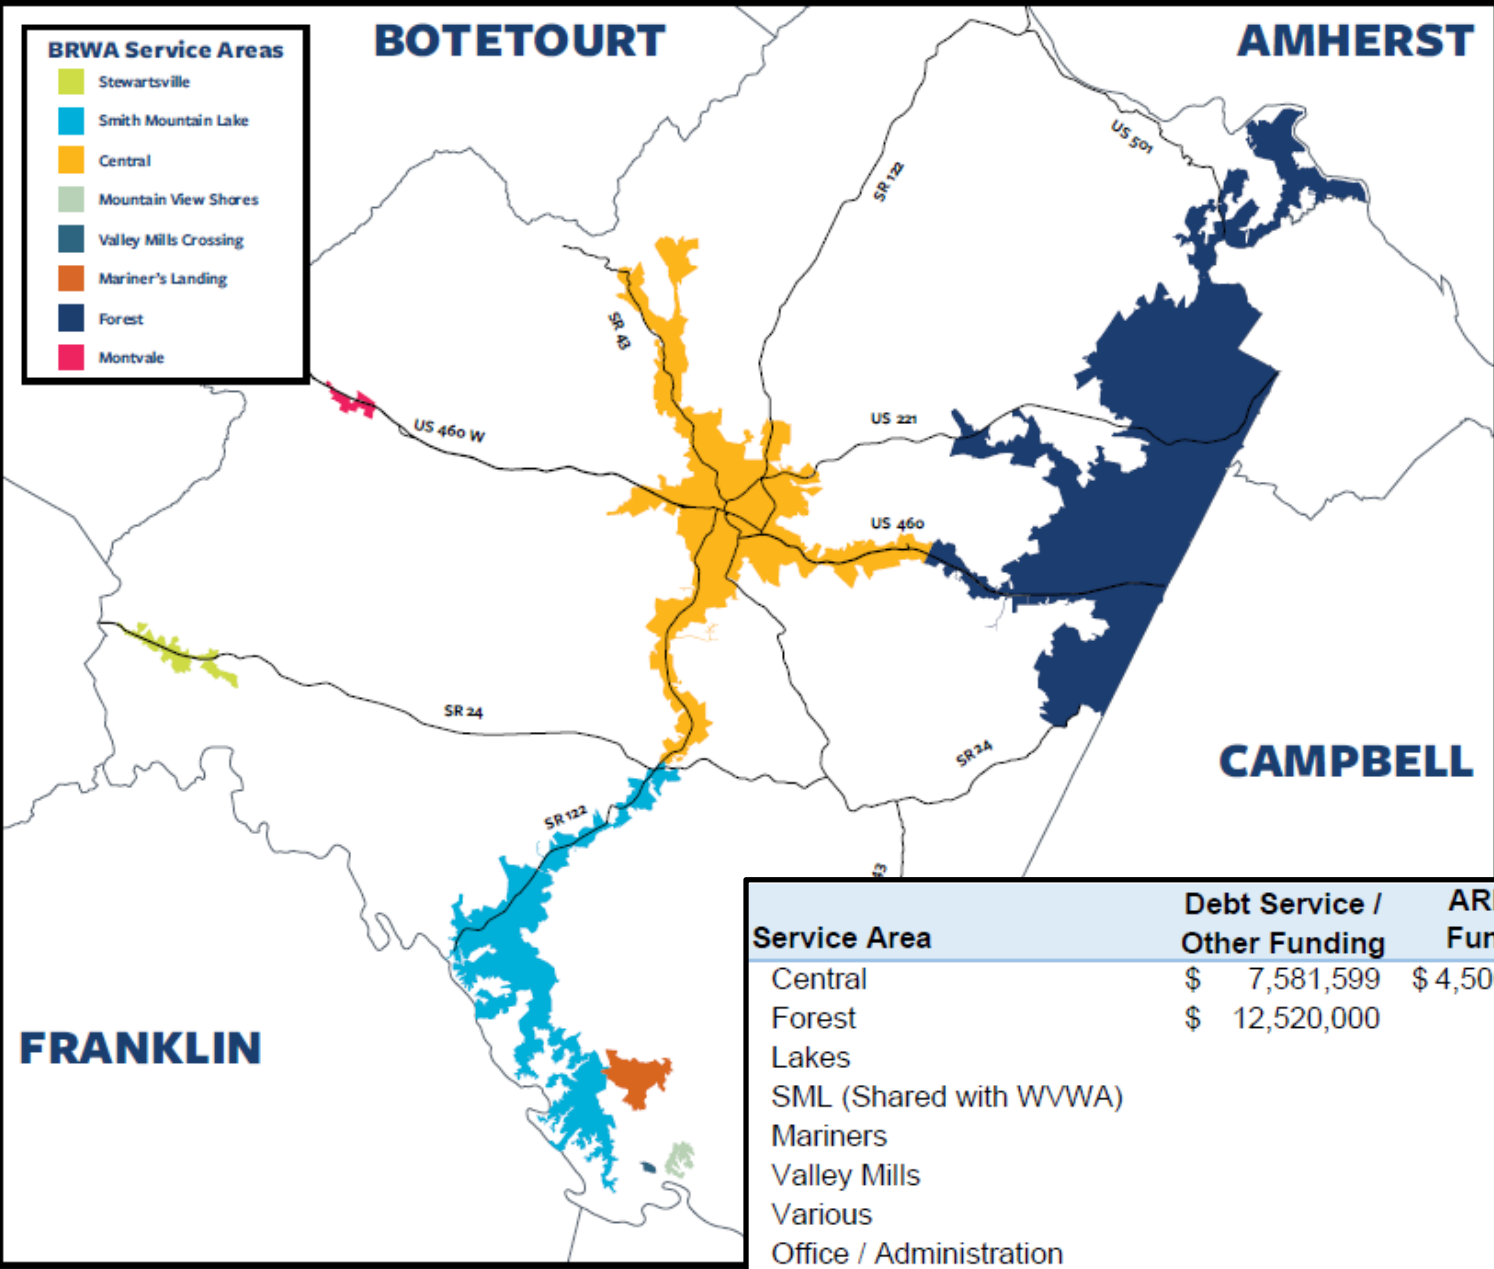 BOTETOURT
AMHERST
BRWA Service Areas
Stewartsville
Smith Mountain Lake
Central
Mountain View Shores
Valley Mills Crossing
Mariner's Landing
Forest
Montvale
US 501
SR 122
SR 43
US 460 W
US 221
US 460
SR 24
SR 24
CAMPBELL
SR 122
43
FRANKLIN
Service Area Debt Service / Other Funding
Central $ 7,581,599 $ 4,50
Forest $ 12,520,000
Lakes
SML (Shared with WVWA)
Mariners
Valley Mills
Various
Office / Administration